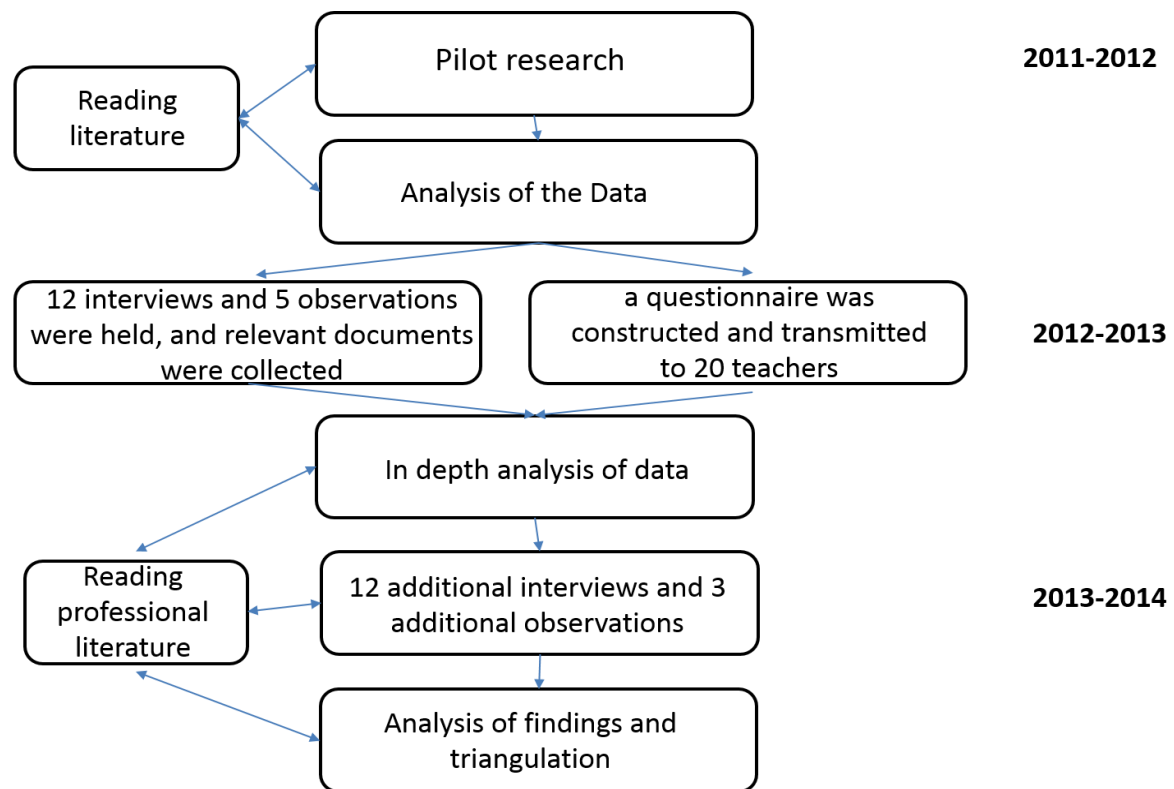 Pilot research
2011-2012
Reading
literature
Analysis of the Data
12 interviews and 5 observations
were held, and relevant documents
were collected
a questionnaire was
constructed and transmitted
to 20 teachers
2012-2013
In depth analysis of data
Reading
professional
literature
12 additional interviews and 3
additional observations
2013-2014
Analysis of findings and
triangulation